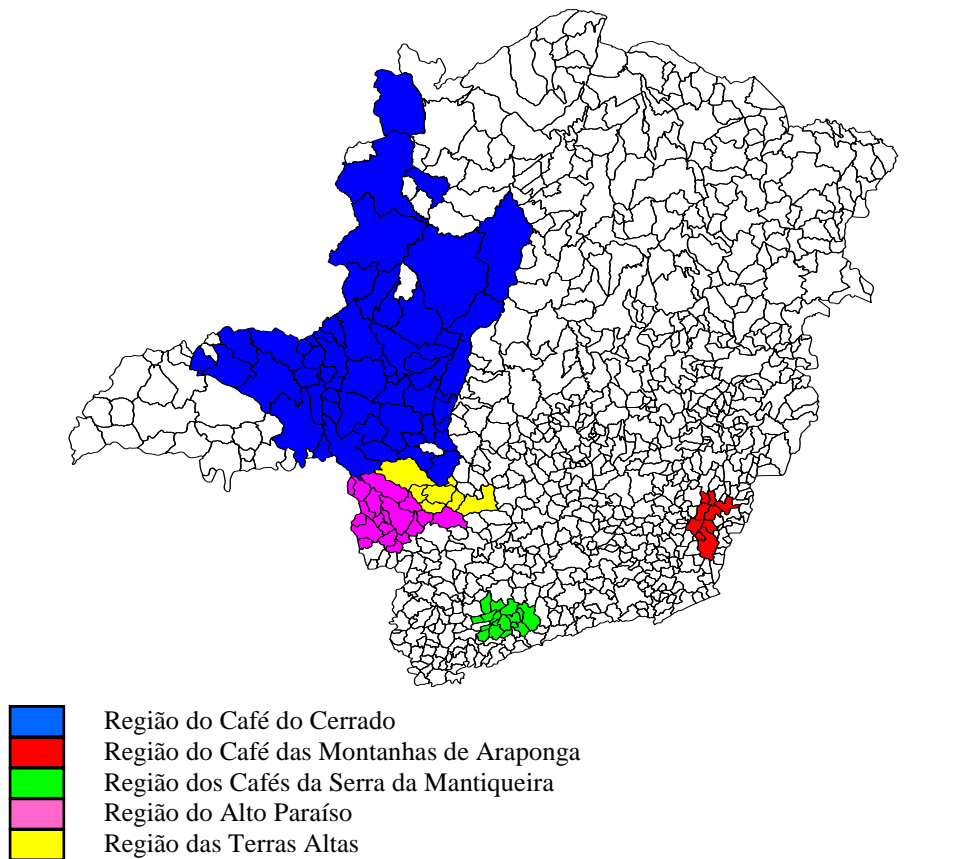 Região do Café do Cerrado
Região do Café das Montanhas de Araponga
Região dos Cafés da Serra da Mantiqueira
Região do Alto Paraíso
Região das Terras Altas